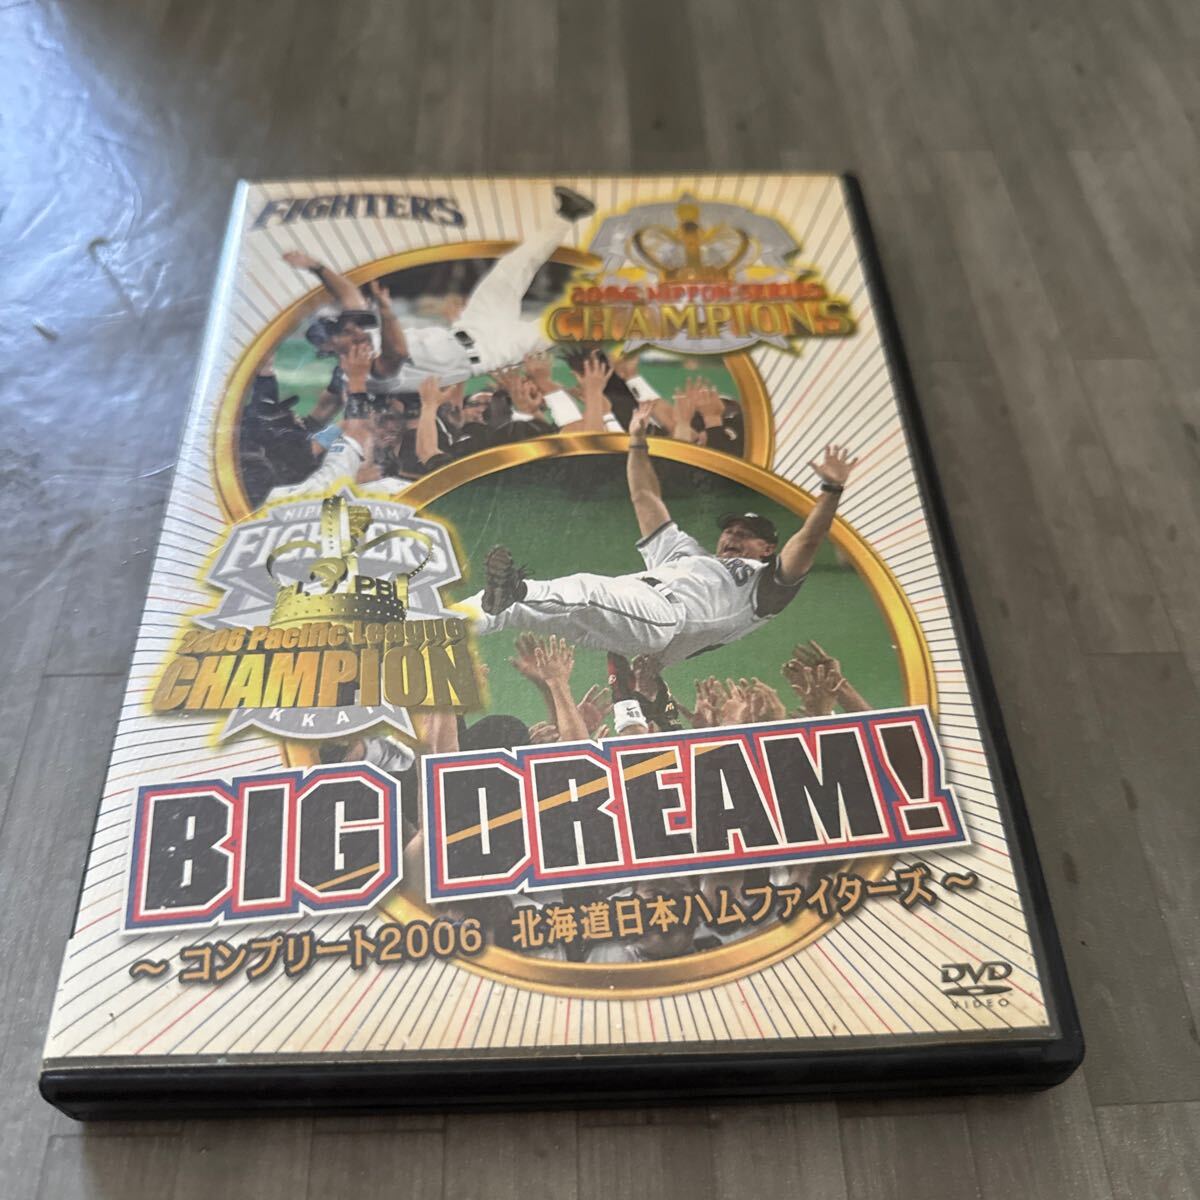 FIGHTERS
2006 NIPPON SERIES
CHAMPIONS
FIGHTERS
PBL
2006 Pacific League
CHAMPION
BIG DREAM!
～コンプリート2006 北海道日本ハムファイターズ～
DVD
VIDEO